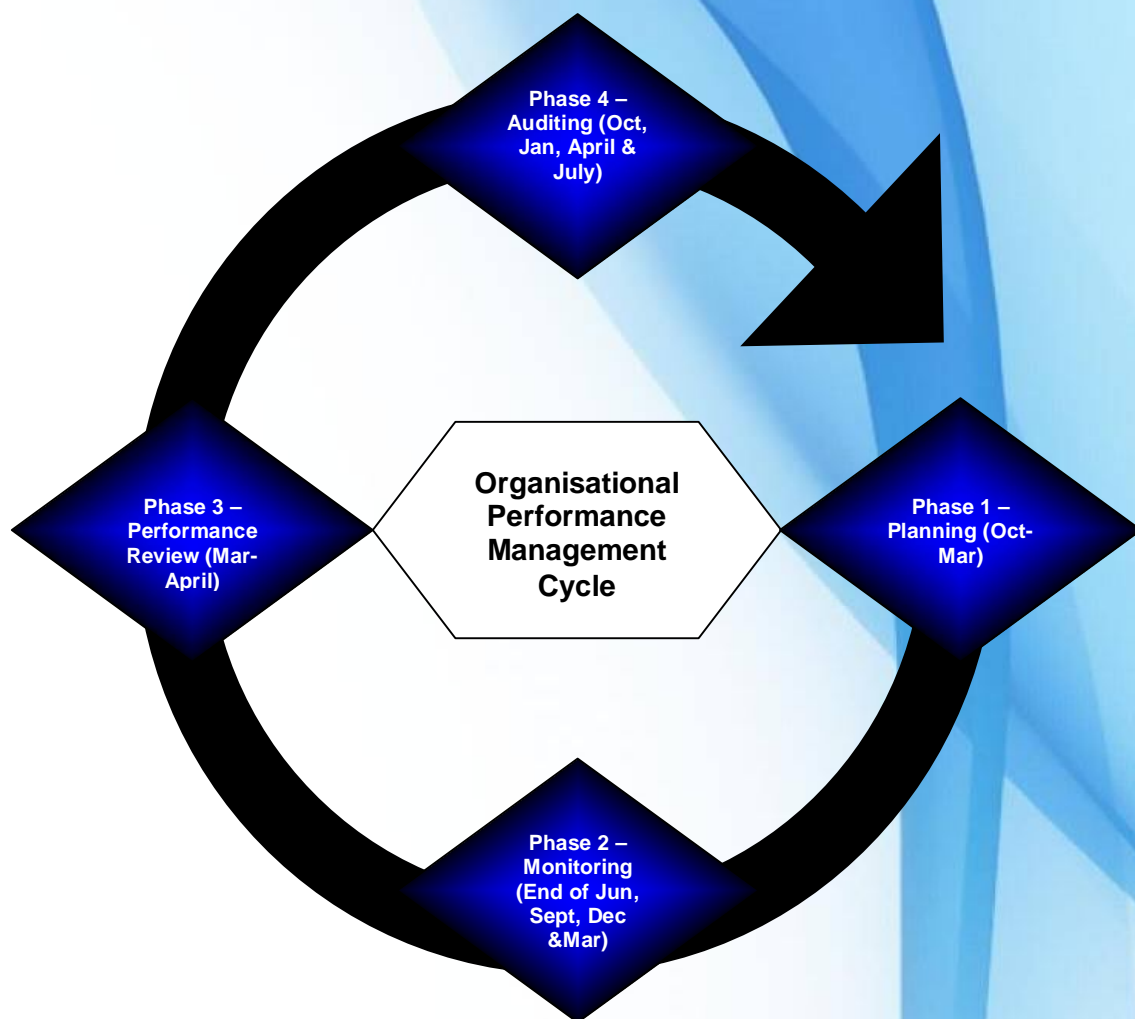 Phase 4 –
Auditing (Oct,
Jan, April &
July)
Organisational
Performance
Management
Cycle
Phase 1 –
Planning (Oct-
Mar)
Phase 2 –
Monitoring
(End of Jun,
Sept, Dec
&Mar)
Phase 3 –
Performance
Review (Mar-
April)